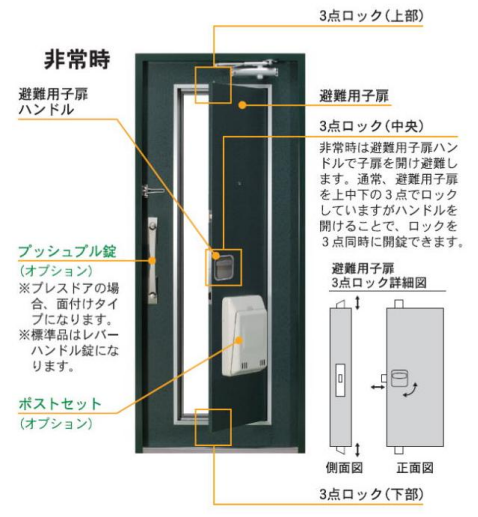 3点ロック(上部)
非常時
避難用子扉
ハンドル
避難用子扉
3点ロック(中央)
非常時は避難用子扉ハン
ドルで子扉を開け避難し
ます。通常、避難用子扉
を上中下の3点でロック
していますがハンドルを
開けることで、ロックを
3点同時に開錠できます。
プッシュプル錠
(オプション)
※プレスドアの場
合、面付けタイ
プになります。
※標準品はレバー
ハンドル錠にな
ります。
ポストセット
(オプション)
避難用子扉
3点ロック詳細図
側面図
正面図
3点ロック(下部)